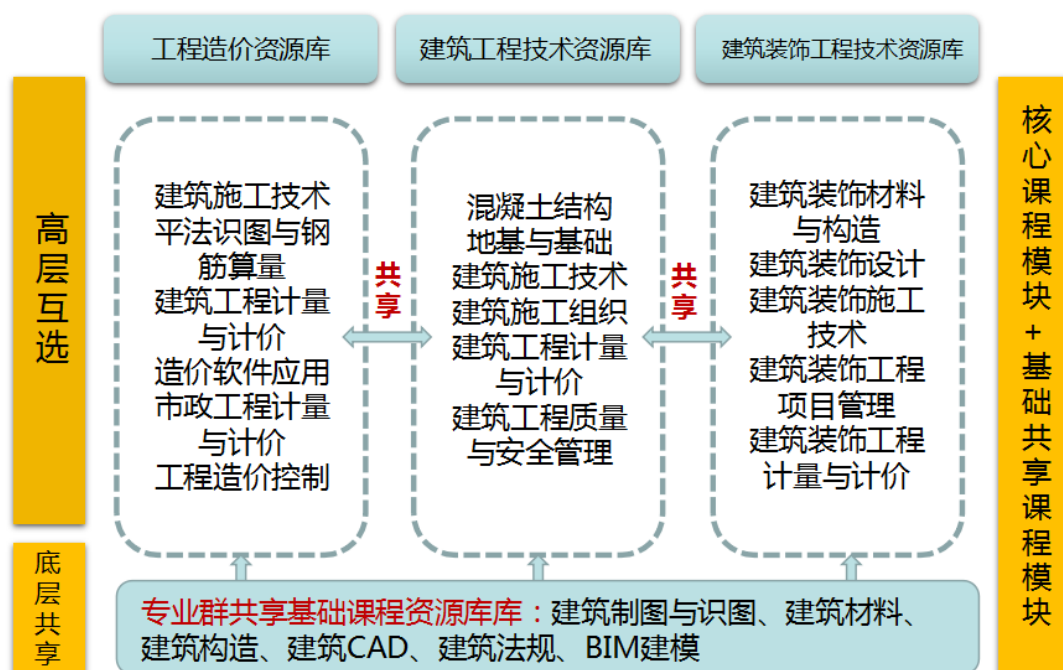 工程造价资源库
建筑工程技术资源库
建筑装饰工程技术资源库
高层互选
建筑施工技术
平法识图与钢
筋算量
建筑工程计量
与计价
造价软件应用
市政工程计量
与计价
工程造价控制
共享
混凝土结构
地基与基础
建筑施工技术
建筑施工组织
建筑工程计量
与计价
建筑工程质量
与安全管理
共享
建筑装饰材料
与构造
建筑装饰设计
建筑装饰施工
技术
建筑装饰工程
项目管理
建筑装饰工程
计量与计价
核心课程模块+基础共享课程模块
底层共享
专业群共享基础课程资源库库：建筑制图与识图、建筑材料、
建筑构造、建筑CAD、建筑法规、BIM建模